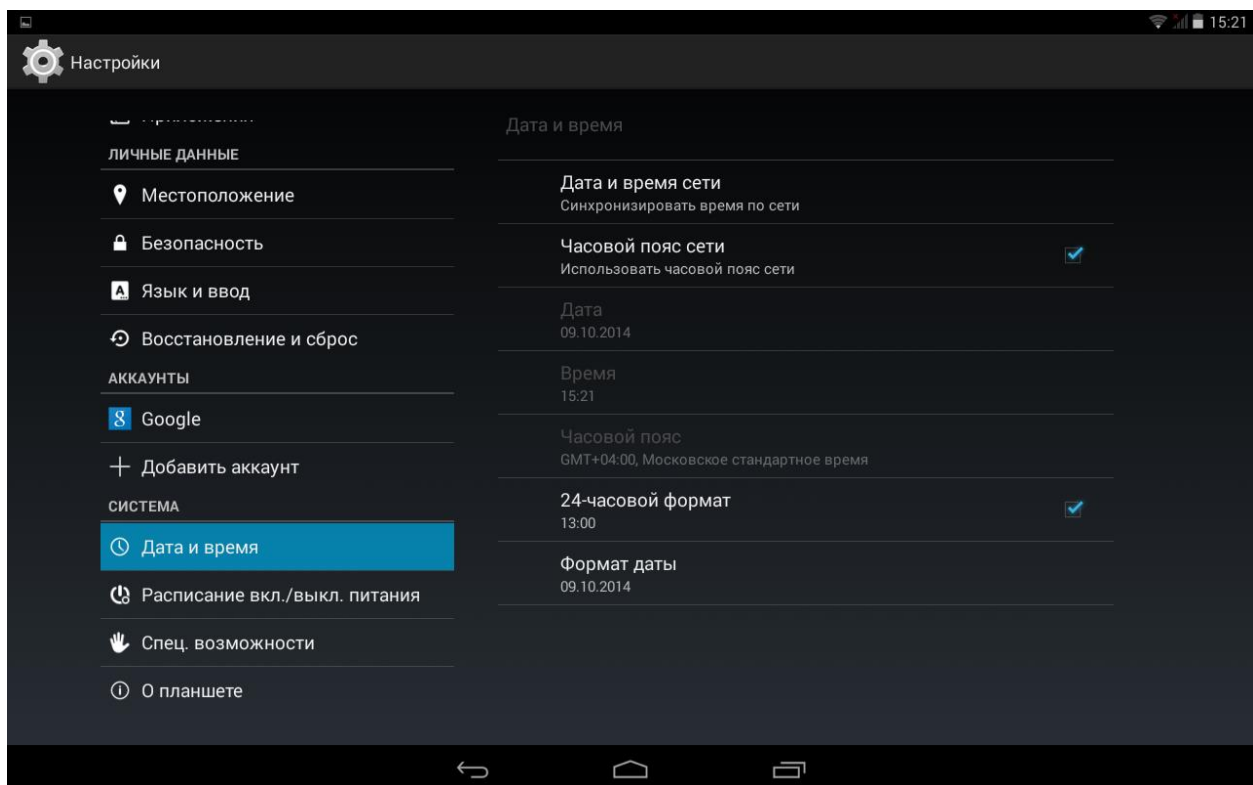 15:21
Настройки
ЛИЧНЫЕ ДАННЫЕ
Местоположение
Безопасность
Язык и ввод
Восстановление и сброс
АККАУНТЫ
Google
Добавить аккаунт
СИСТЕМА
Дата и время
Расписание вкл./выкл. питания
Спец. возможности
О планшете
Дата и время
Дата и время сети
Синхронизировать время по сети
Часовой пояс сети
Использовать часовой пояс сети
Дата
09.10.2014
Время
15:21
Часовой пояс
GMT+04:00, Московское стандартное время
24-часовой формат
13:00
Формат даты
09.10.2014